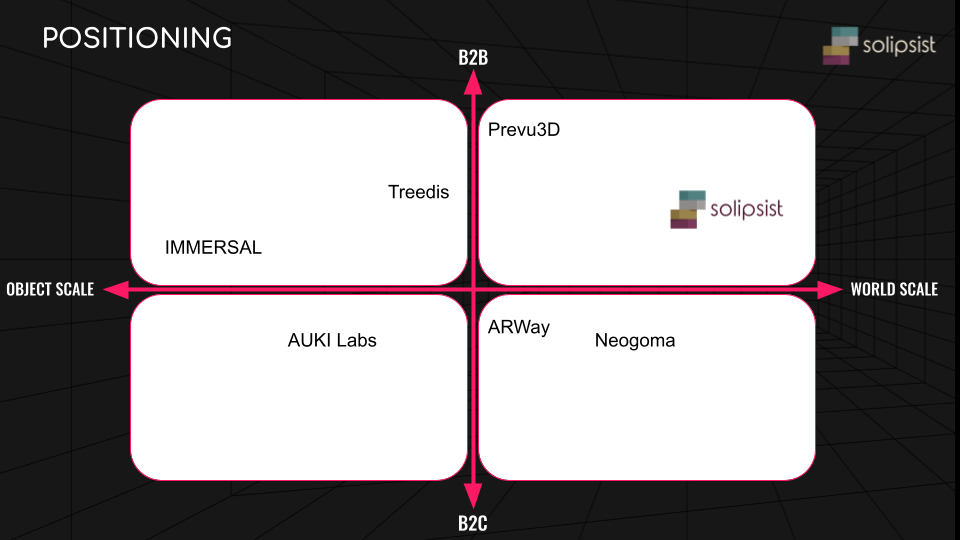 POSITIONING
solipsist
B2B
Prevu3D
Treedis
solipsist
IMMERSAL
OBJECT SCALE
WORLD SCALE
ARWay
AUKI Labs
Neogoma
B2C